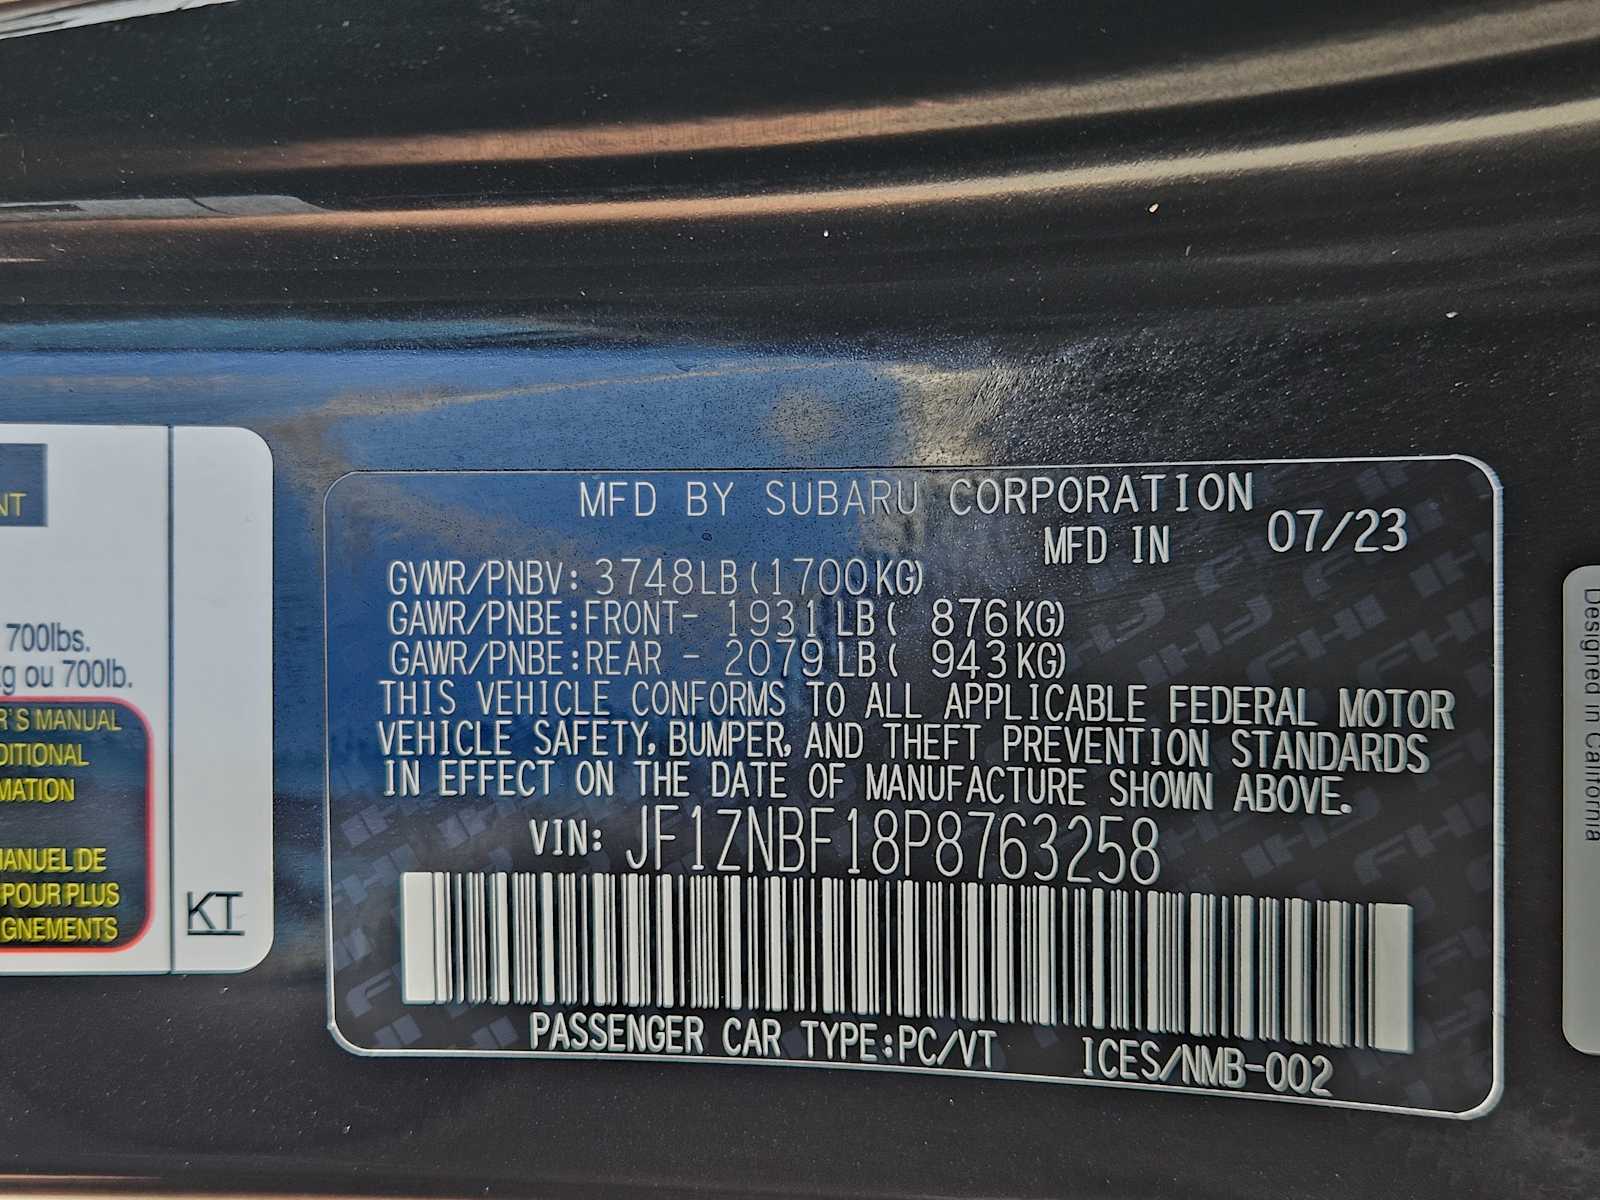 NT
700lbs.
kg ou 700lb.
R'S MANUAL
DITIONAL
MATION
MANUEL DE
POUR PLUS
GNEMENTS
KT
MFD BY SUBARU CORPORATION
MFD IN 07/23
GVWR/PNBV: 3748LB(1700KG)
GAWR/PNBE:FRONT- 1931LB( 876KG)
GAWR/PNBE:REAR - 2079LB( 943KG)
THIS VEHICLE CONFORMS TO ALL APPLICABLE FEDERAL MOTOR
VEHICLE SAFETY, BUMPER, AND THEFT PREVENTION STANDARDS
IN EFFECT ON THE DATE OF MANUFACTURE SHOWN ABOVE.
VIN: JF1ZNBF18P8763258
PASSENGER CAR TYPE:PC/VT ICES/NMB-002
Designed in California